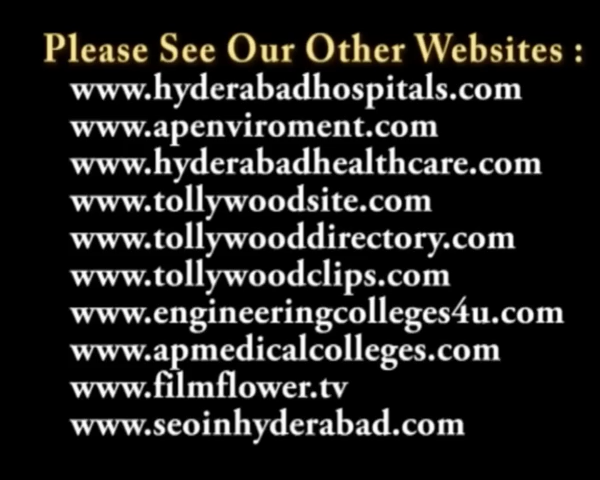 Please See Our Other Websites :
www.hyderabadhospitals.com
www.apenviroment.com
www.hyderabadhealthcare.com
www.tollywoodsite.com
www.tollywooddirectory.com
www.tollywoodclips.com
www.engineeringcolleges4u.com
www.apmedicalcolleges.com
www.filmflower.tv
www.seoinhyderabad.com